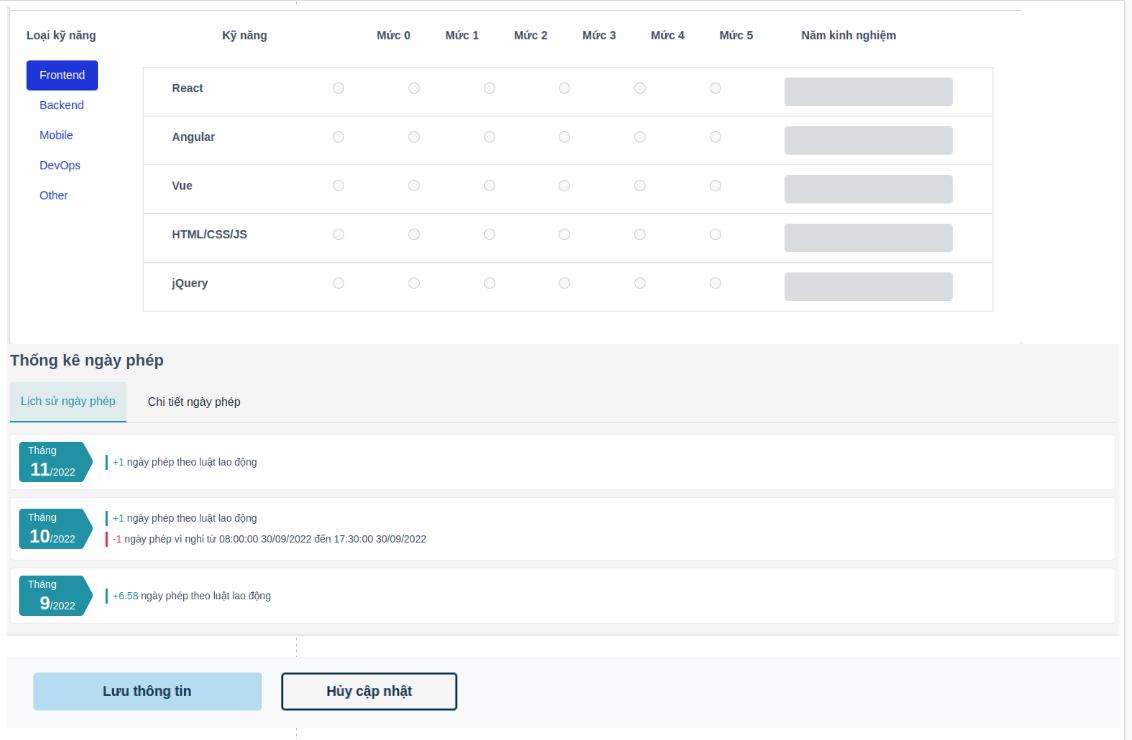 Loại kỹ năng Kỹ năng Mức 0 Mức 1 Mức 2 Mức 3 Mức 4 Mức 5 Năm kinh nghiệm
Frontend
Backend
Mobile
DevOps
Other
React
Angular
Vue
HTML/CSS/JS
jQuery
Thống kê ngày phép
Lịch sử ngày phép Chi tiết ngày phép
Tháng
11/2022
+1 ngày phép theo luật lao động
Tháng
10/2022
+1 ngày phép theo luật lao động
-1 ngày phép vì nghỉ từ 08:00:00 30/09/2022 đến 17:30:00 30/09/2022
Tháng
9/2022
+6.58 ngày phép theo luật lao động
Lưu thông tin Hủy cập nhật